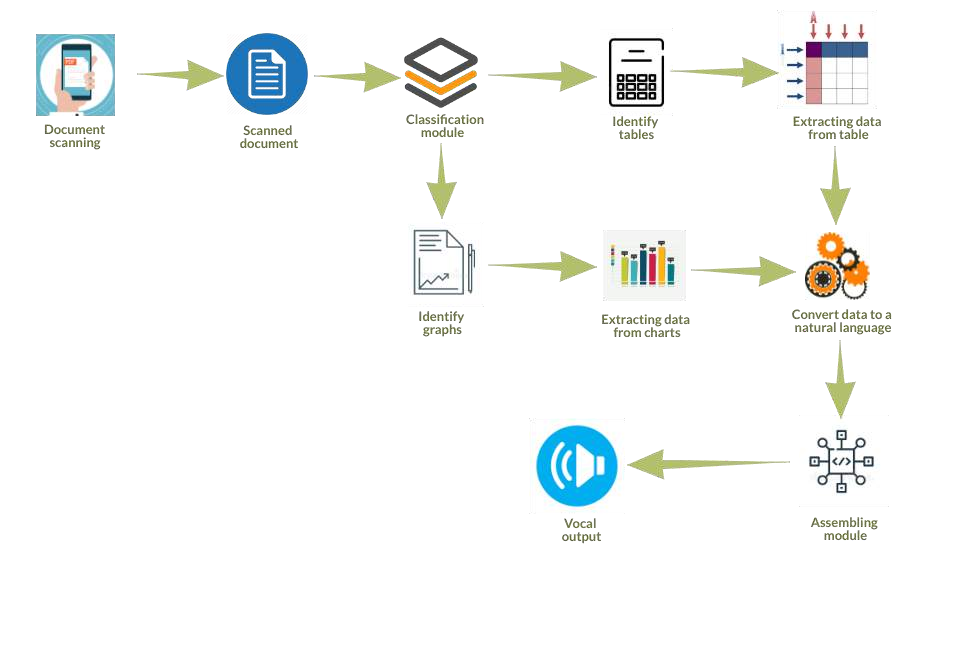 A
Document
scanning
Scanned
document
Classification
module
Identify
tables
Extracting data
from table
Identify
graphs
Extracting data
from charts
Convert data to a
natural language
</>
Assembling
module
Vocal
output